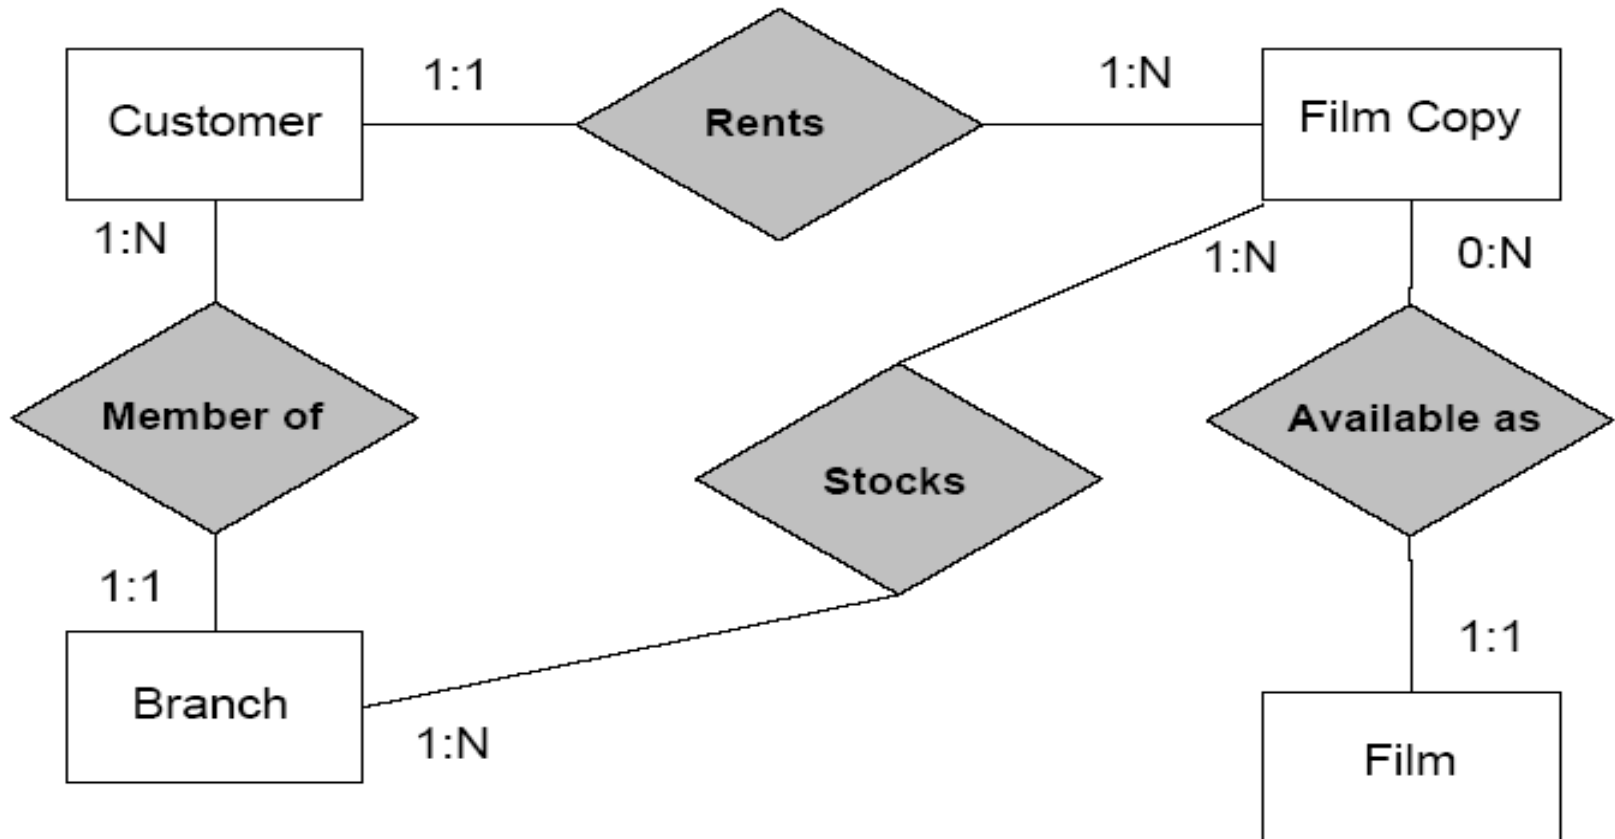 1:1
1:N
Customer
Rents
Film Copy
1:N
1:N
0:N
Member of
Stocks
Available as
1:1
1:1
Branch
1:N
Film